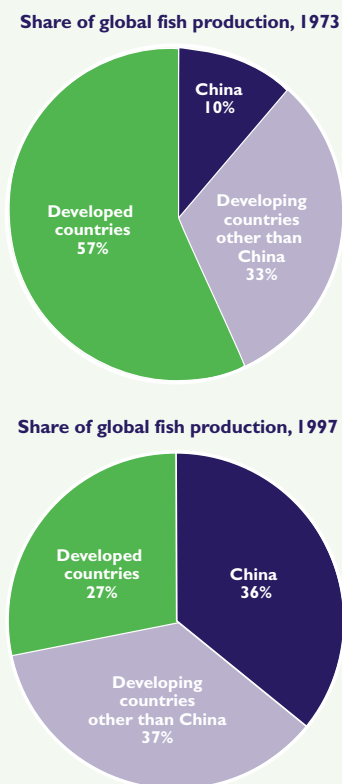 Share of global fish production, 1973
China
10%
Developing
countries
other than
China
33%
Developed
countries
57%
Share of global fish production, 1997
Developed
countries
27%
China
36%
Developing
countries
other than China
37%